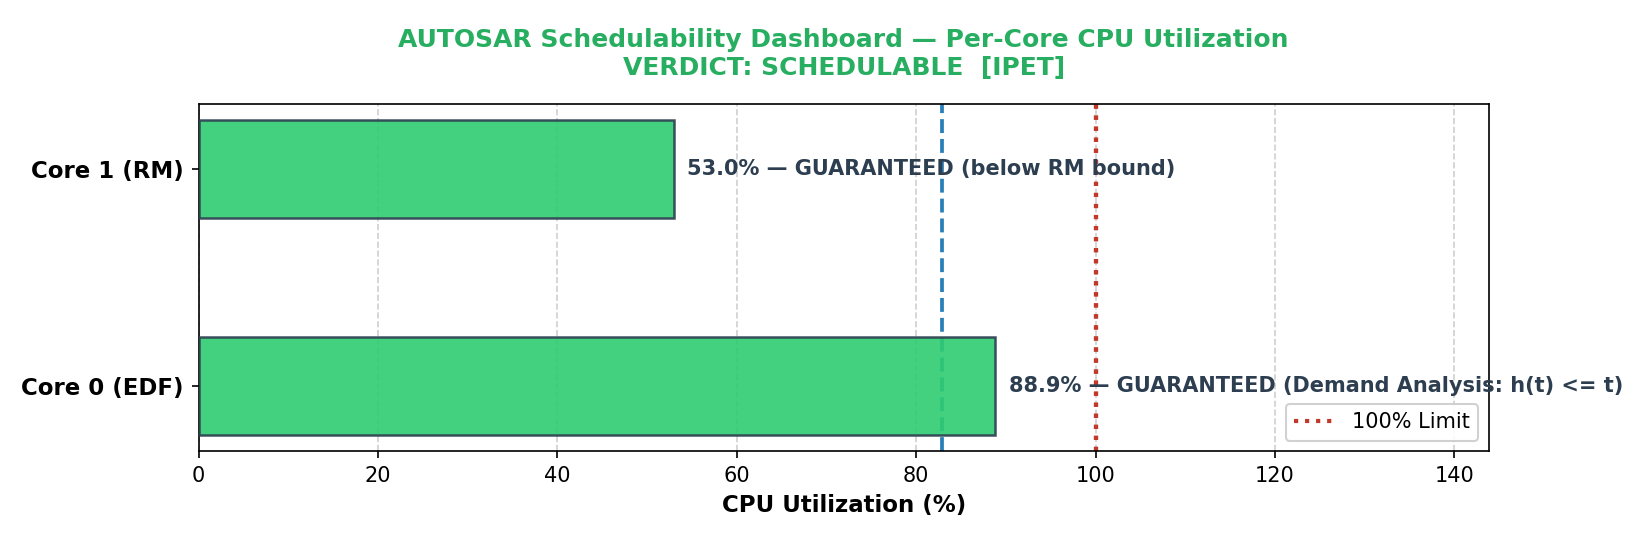 AUTOSAR Schedulability Dashboard — Per-Core CPU Utilization
VERDICT: SCHEDULABLE  [IPET]
Core 1 (RM)
53.0% — GUARANTEED (below RM bound)
Core 0 (EDF)
88.9% — GUARANTEED (Demand Analysis: h(t) <= t)
100% Limit
0 20 40 60 80 100 120 140
CPU Utilization (%)